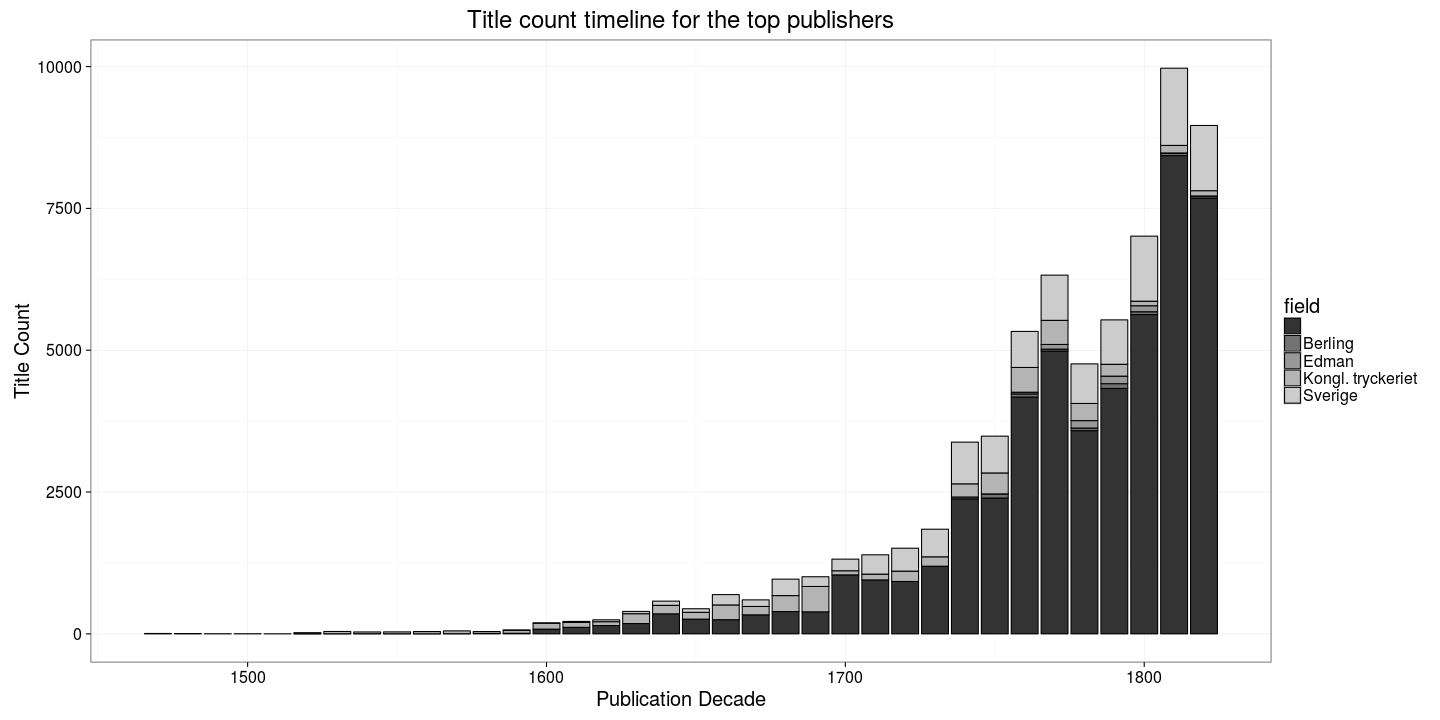 Title count timeline for the top publishers
10000
7500
5000
2500
0
Title Count
1500
1600
1700
1800
Publication Decade
field
Berling
Edman
Kongl. tryckeriet
Sverige